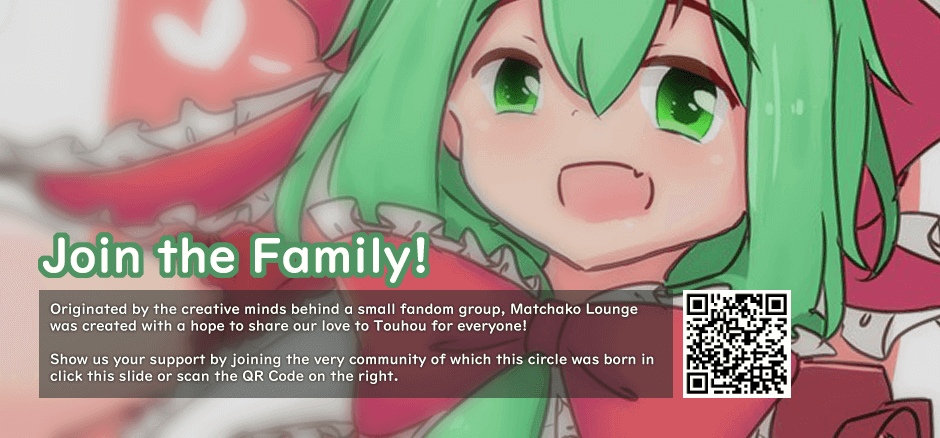 Join the Family!
Originated by the creative minds behind a small fandom group, Matchako Lounge
was created with a hope to share our love to Touhou for everyone!
Show us your support by joining the very community of which this circle was born in
click this slide or scan the QR Code on the right.